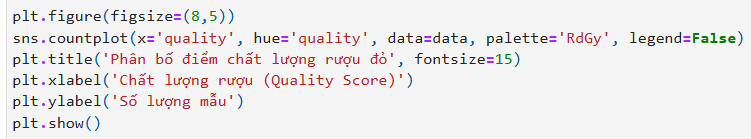 plt.figure(figsize=(8,5))
sns.countplot(x='quality', hue='quality', data=data, palette='RdGy', legend=False)
plt.title('Phân bố điểm chất lượng rượu đỏ', fontsize=15)
plt.xlabel('Chất lượng rượu (Quality Score)')
plt.ylabel('Số lượng mẫu')
plt.show()